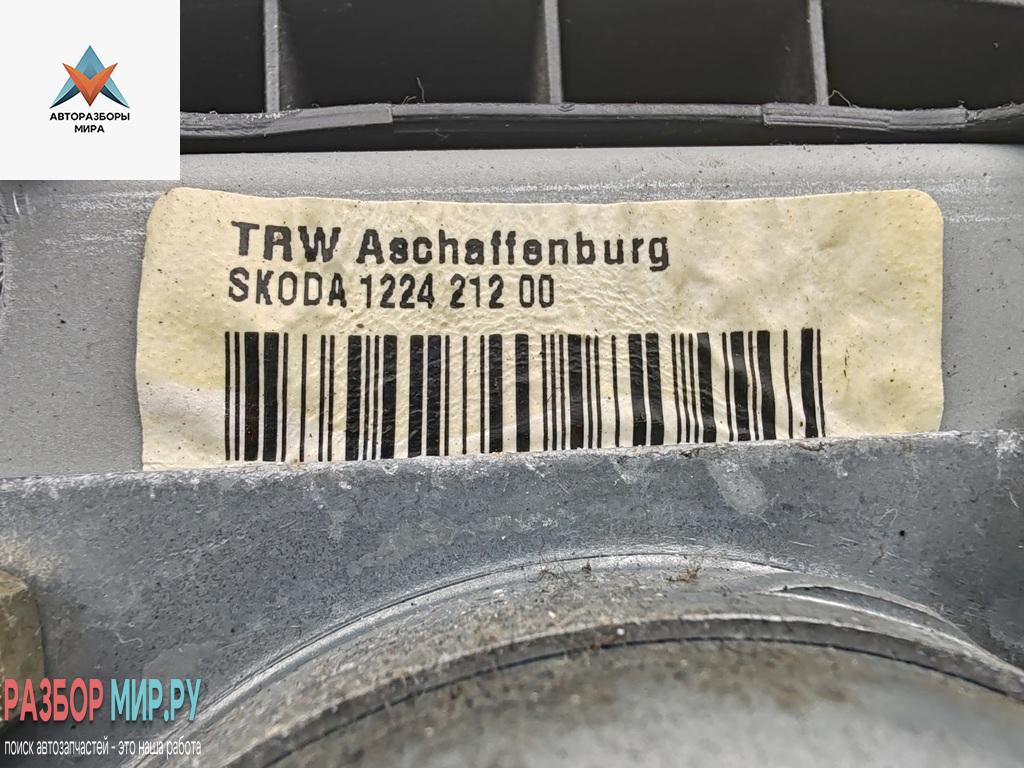 АВТОРАЗБОРЫ
МИРА
TRW Aschaffenburg
SKODA 1224 212 00
РАЗБОР МИР.РУ
поиск автозапчастей - это наша работа